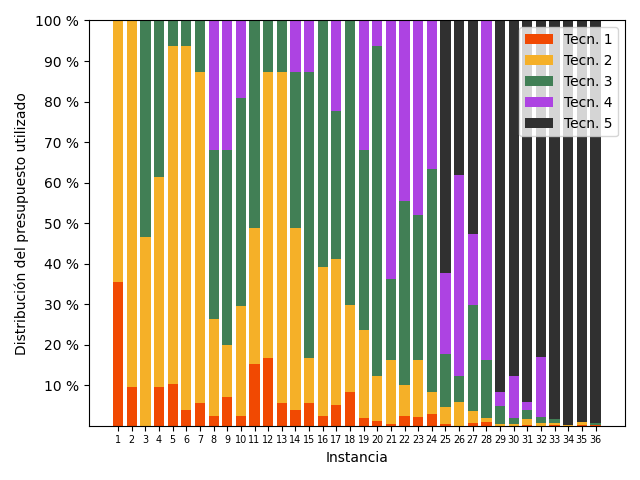 100 %
90 %
80 %
70 %
60 %
50 %
40 %
30 %
20 %
10 %
Distribución del presupuesto utilizado
Tecn. 1
Tecn. 2
Tecn. 3
Tecn. 4
Tecn. 5
1 2 3 4 5 6 7 8 9 10 11 12 13 14 15 16 17 18 19 20 21 22 23 24 25 26 27 28 29 30 31 32 33 34 35 36
Instancia